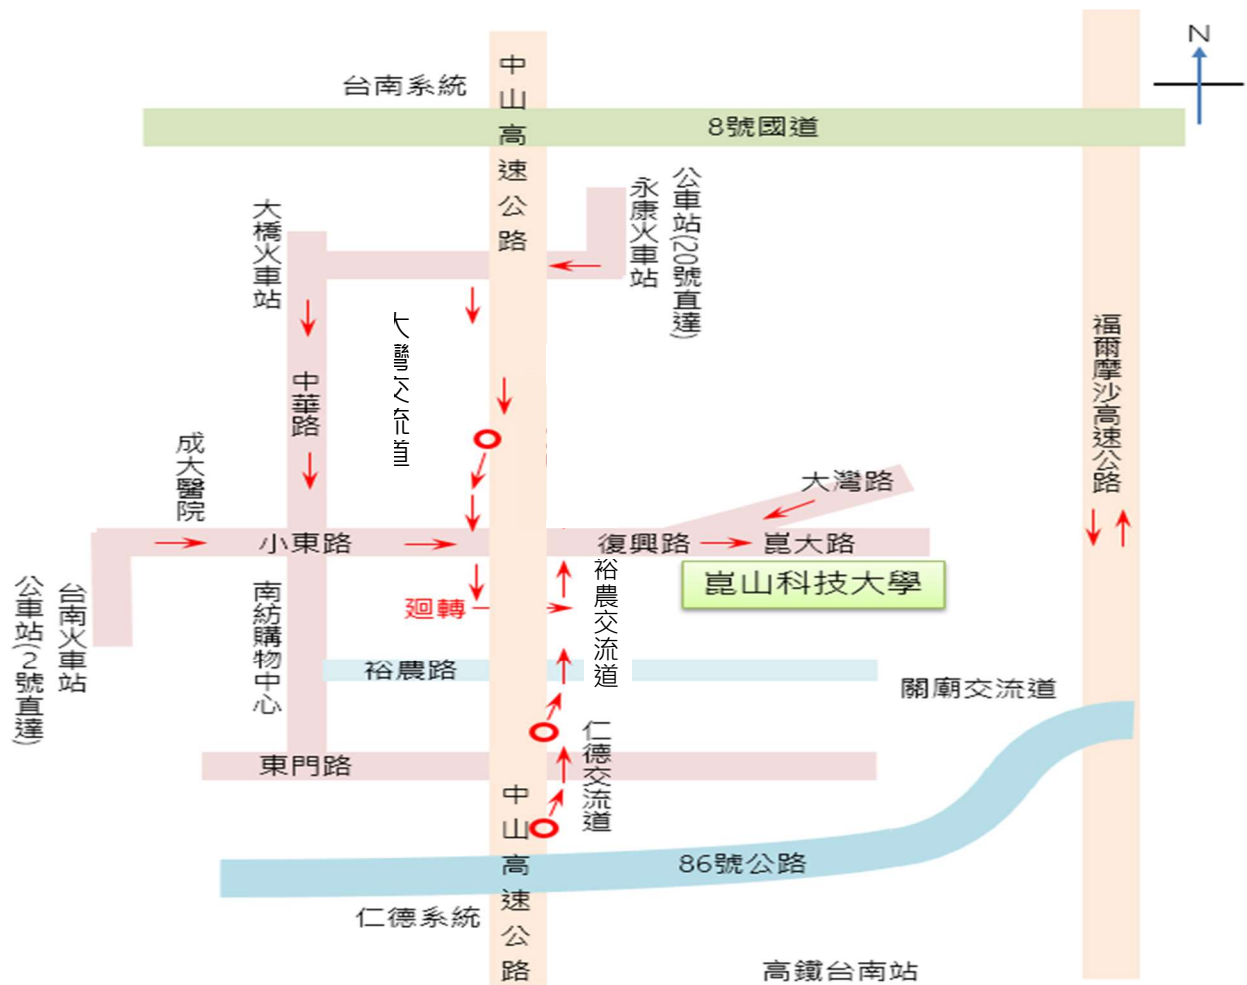 N
台南系統
中山高速公路
8號國道
公車站(20號直達)
永康火車站
大橋火車站
大灣交流道
福爾摩沙高速公路
中華路
成大醫院
大灣路
小東路
復興路
崑大路
崑山科技大學
公車站(2號直達)
台南火車站
南紡購物中心
迴轉
裕農交流道
裕農路
關廟交流道
仁德交流道
東門路
中山高速公路
86號公路
仁德系統
高鐵台南站